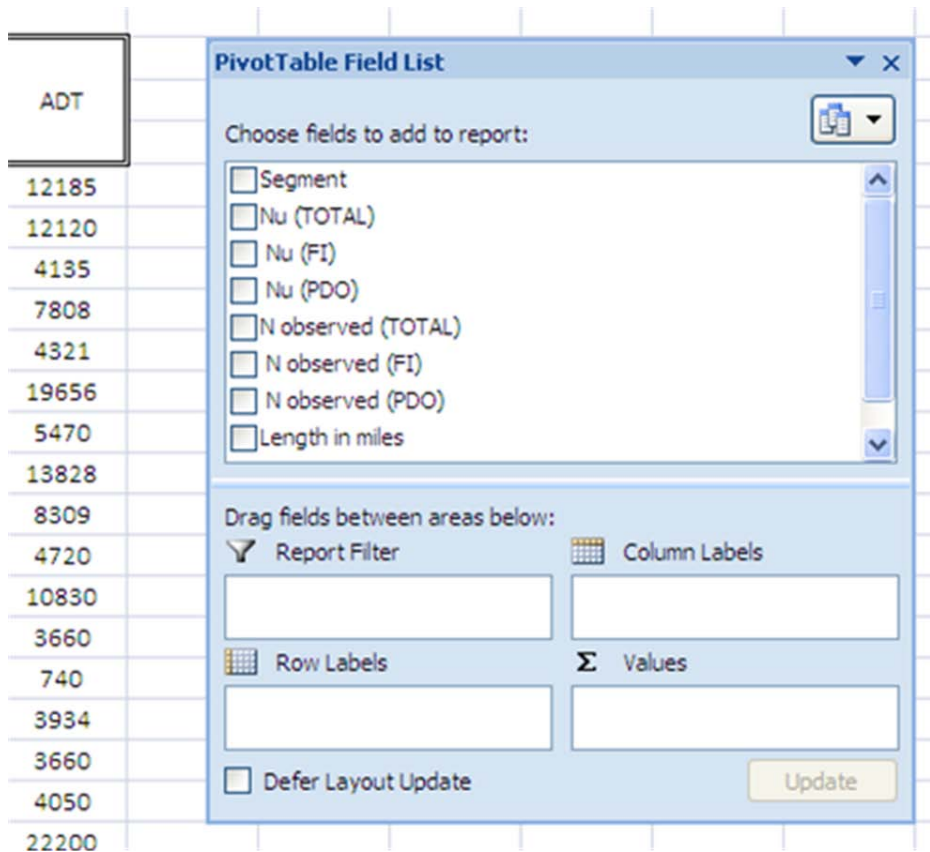 ADT
12185
12120
4135
7808
4321
19656
5470
13828
8309
4720
10830
3660
740
3934
3660
4050
22200
PivotTable Field List
Choose fields to add to report:
Segment
Nu (TOTAL)
Nu (FI)
Nu (PDO)
N observed (TOTAL)
N observed (FI)
N observed (PDO)
Length in miles
Drag fields between areas below:
Report Filter
Column Labels
Row Labels
Σ Values
Defer Layout Update
Update